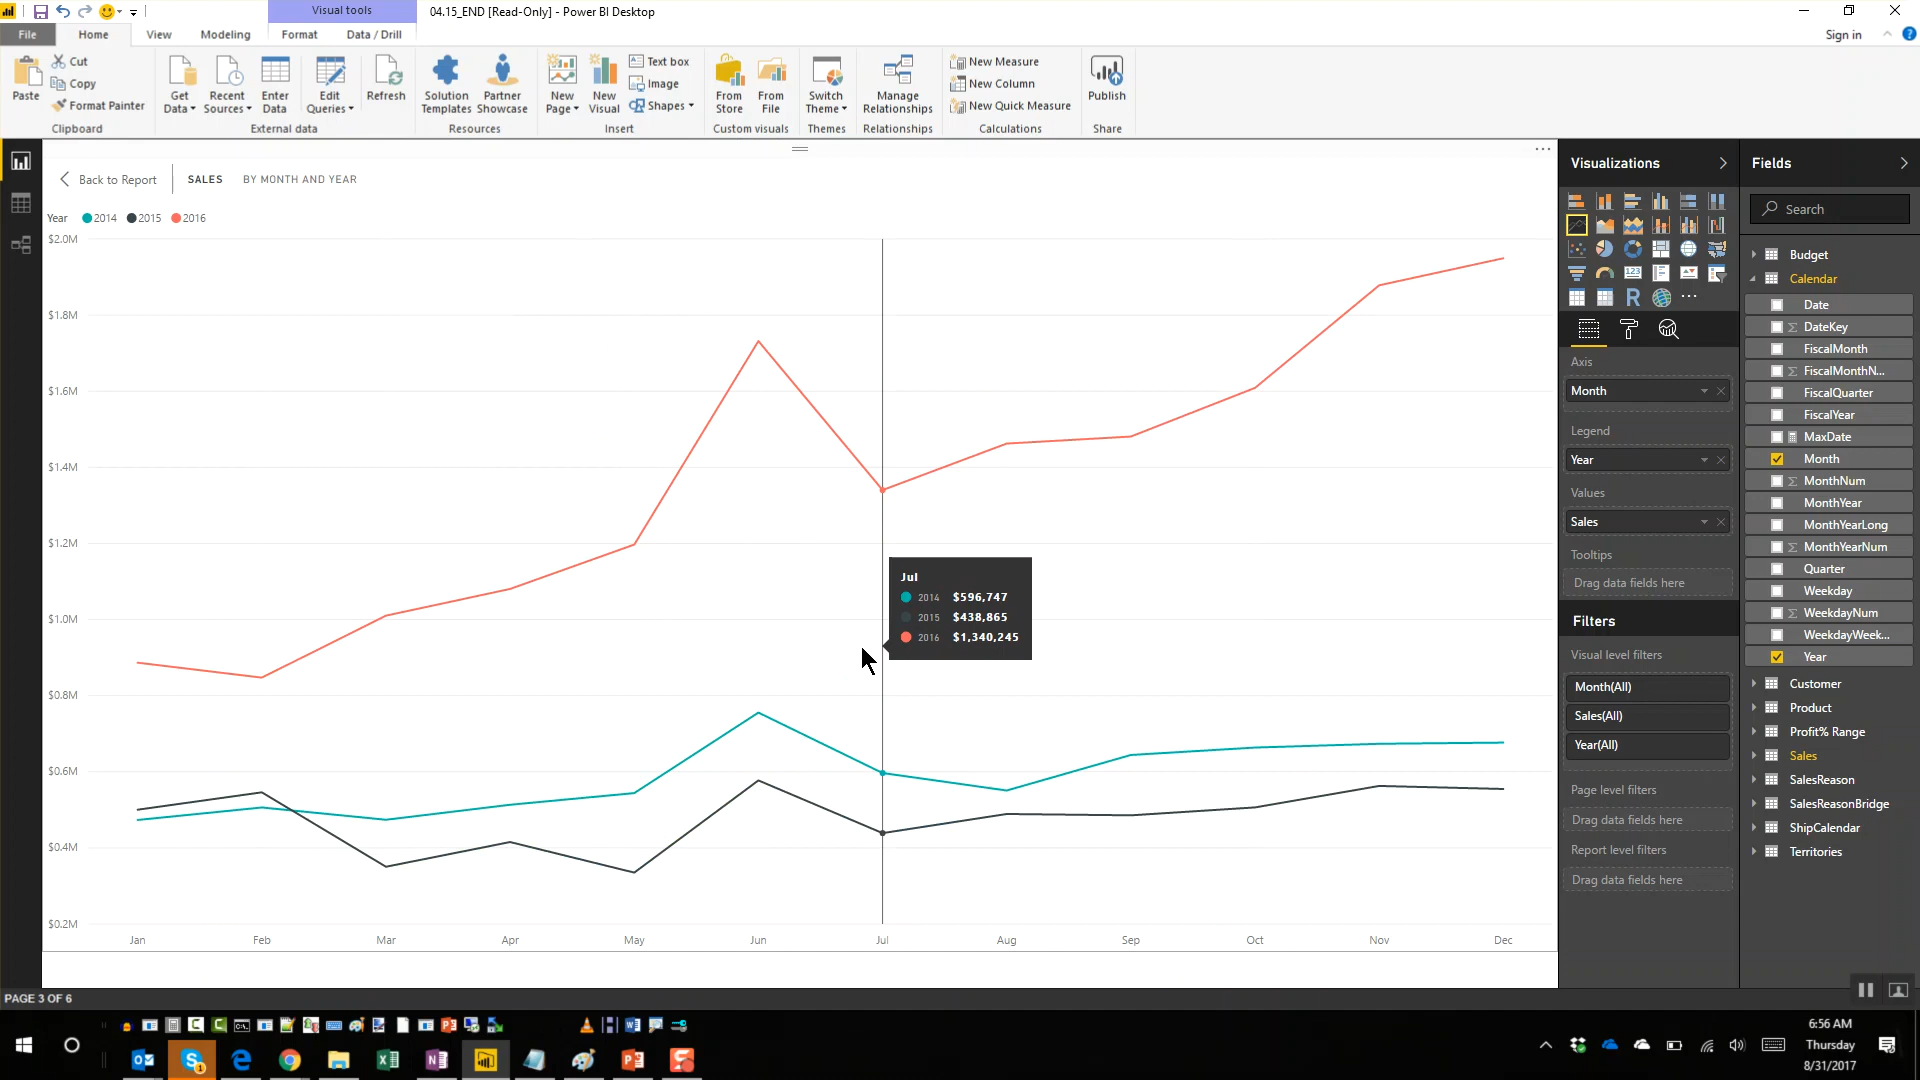 Visual tools
04.15_END [Read-Only] - Power BI Desktop
File Home View Modeling Format Data / Drill Sign in
Paste
Cut
Copy
Format Painter
Clipboard
Get Data
Recent Sources
Enter Data
Edit Queries
Refresh
External data
Solution Templates
Partner Showcase
Resources
New Page
New Visual
Text box
Image
Shapes
Insert
From Store
From File
Custom visuals
Switch Theme
Themes
Manage Relationships
Relationships
New Measure
New Column
New Quick Measure
Calculations
Publish
Share
Back to Report SALES BY MONTH AND YEAR
Year 2014 2015 2016
$2.0M
$1.8M
$1.6M
$1.4M
$1.2M
$1.0M
$0.8M
$0.6M
$0.4M
$0.2M
Jul
2014 $596,747
2015 $438,865
2016 $1,340,245
Jan Feb Mar Apr May Jun Jul Aug Sep Oct Nov Dec
Visualizations
123
R
Axis
Month
Legend
Year
Values
Sales
Tooltips
Drag data fields here
Filters
Visual level filters
Month(All)
Sales(All)
Year(All)
Page level filters
Drag data fields here
Report level filters
Drag data fields here
Fields
Search
Budget
Calendar
Date
DateKey
FiscalMonth
FiscalMonthN...
FiscalQuarter
FiscalYear
MaxDate
Month
MonthNum
MonthYear
MonthYearLong
MonthYearNum
Quarter
Weekday
WeekdayNum
WeekdayWeek...
Year
Customer
Product
Profit% Range
Sales
SalesReason
SalesReasonBridge
ShipCalendar
Territories
PAGE 3 OF 6
6:56 AM
Thursday
8/31/2017